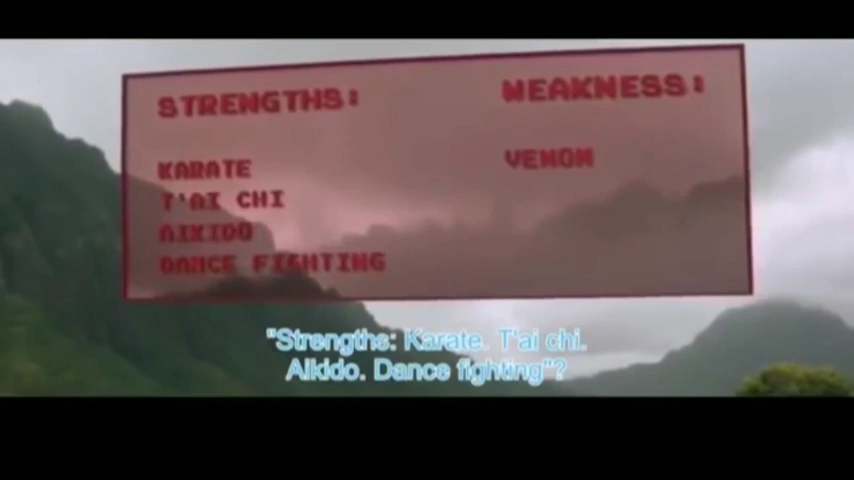 STRENGTHS:
WEAKNESS:
KARATE
VENOM
T'AI CHI
AIKIDO
DANCE FIGHTING
"Strengths: Karate. T'ai chi.
Aikido. Dance fighting"?